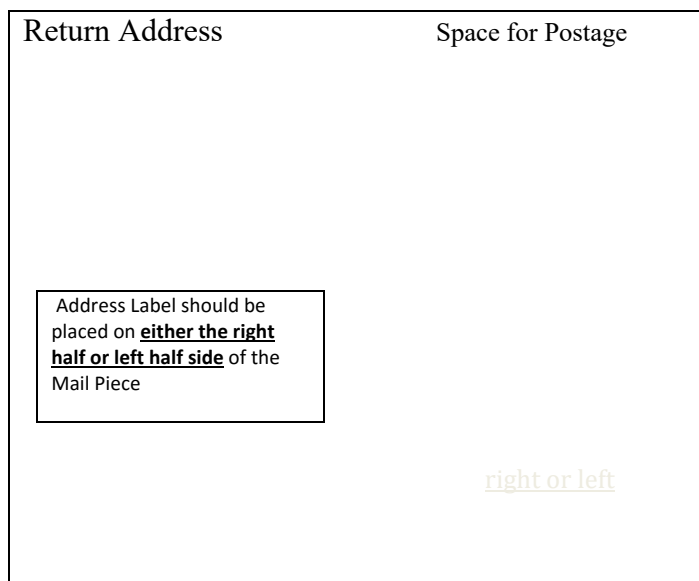 Return Address
Space for Postage
Address Label should be
placed on either the right
half or left half side of the
Mail Piece
right or left